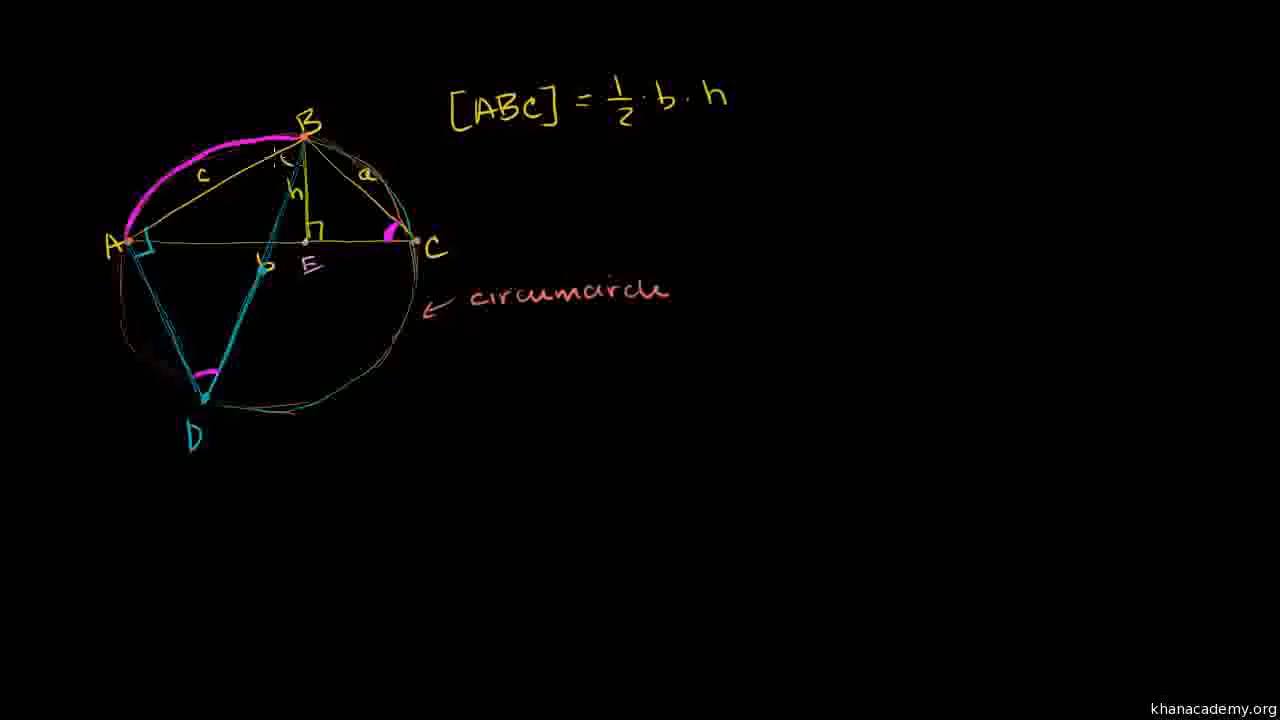 [ABC] = 1/2 · b · h
B
c
a
h
A
C
b
E
circumcircle
D
khanacademy.org